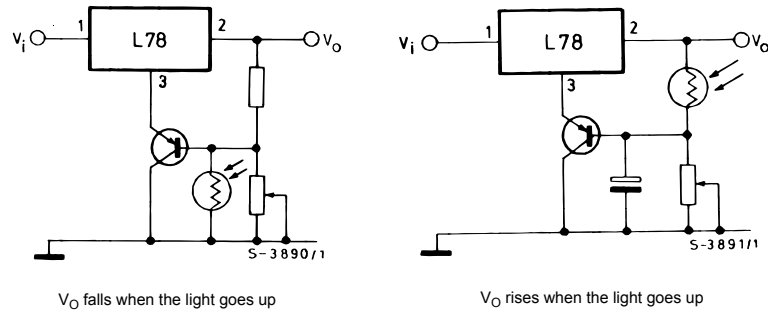 Vi
1
L78
2
Vo
3
S-3890/1
VO falls when the light goes up
Vi
1
L78
2
Vo
3
S-3891/1
VO rises when the light goes up